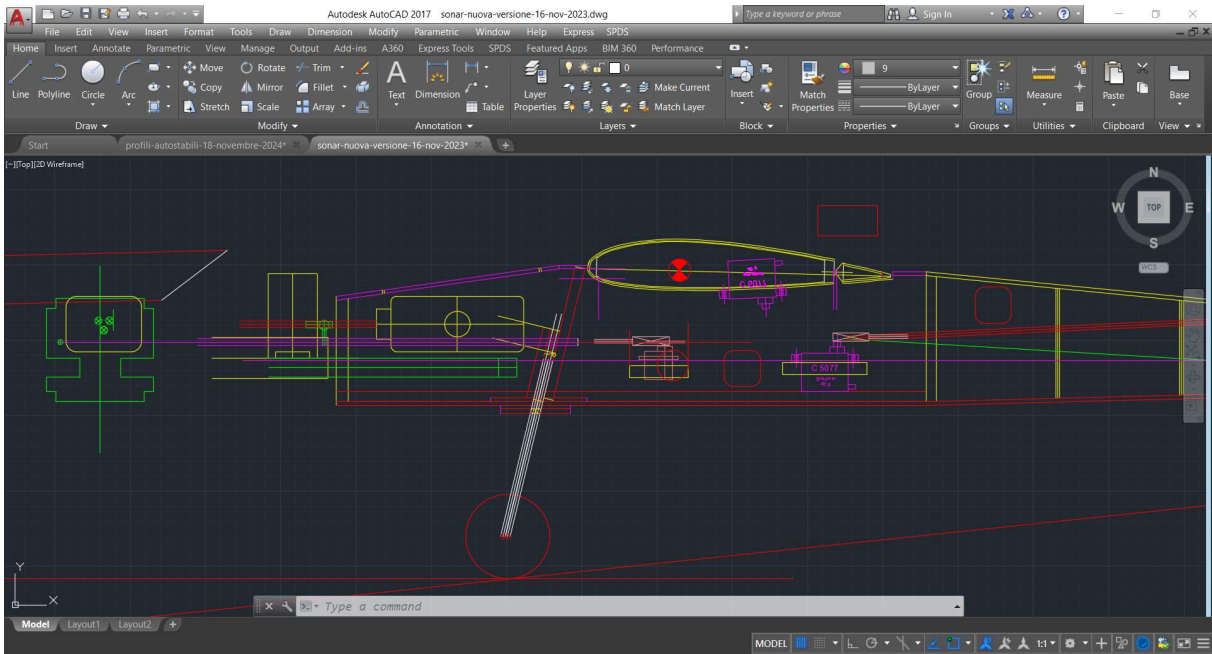 Autodesk AutoCAD 2017 sonar-nuova-versione-16-nov-2023.dwg
Type a keyword or phrase
Sign In
File Edit View Insert Format Tools Draw Dimension Modify Parametric Window Help Express SPDS
Home Insert Annotate Parametric View Manage Output Add-ins A360 Express Tools SPDS Featured Apps BIM 360 Performance
Line Polyline Circle Arc
Move Rotate Trim
Copy Mirror Fillet
Stretch Scale Array
Text Dimension
Table
Layer Properties
0
Make Current
Match Layer
Insert
Match Properties
9
ByLayer
ByLayer
Group
Measure
Paste
Base
Draw Modify Annotation Layers Block Properties Groups Utilities Clipboard View
Start profili-autostabili-18-novembre-2024* sonar-nuova-versione-16-nov-2023* +
[−][Top][2D Wireframe]
N
W TOP E
S
WCS
C 5077
graupner
Y
X
Type a command
Model Layout1 Layout2 +
MODEL 1:1